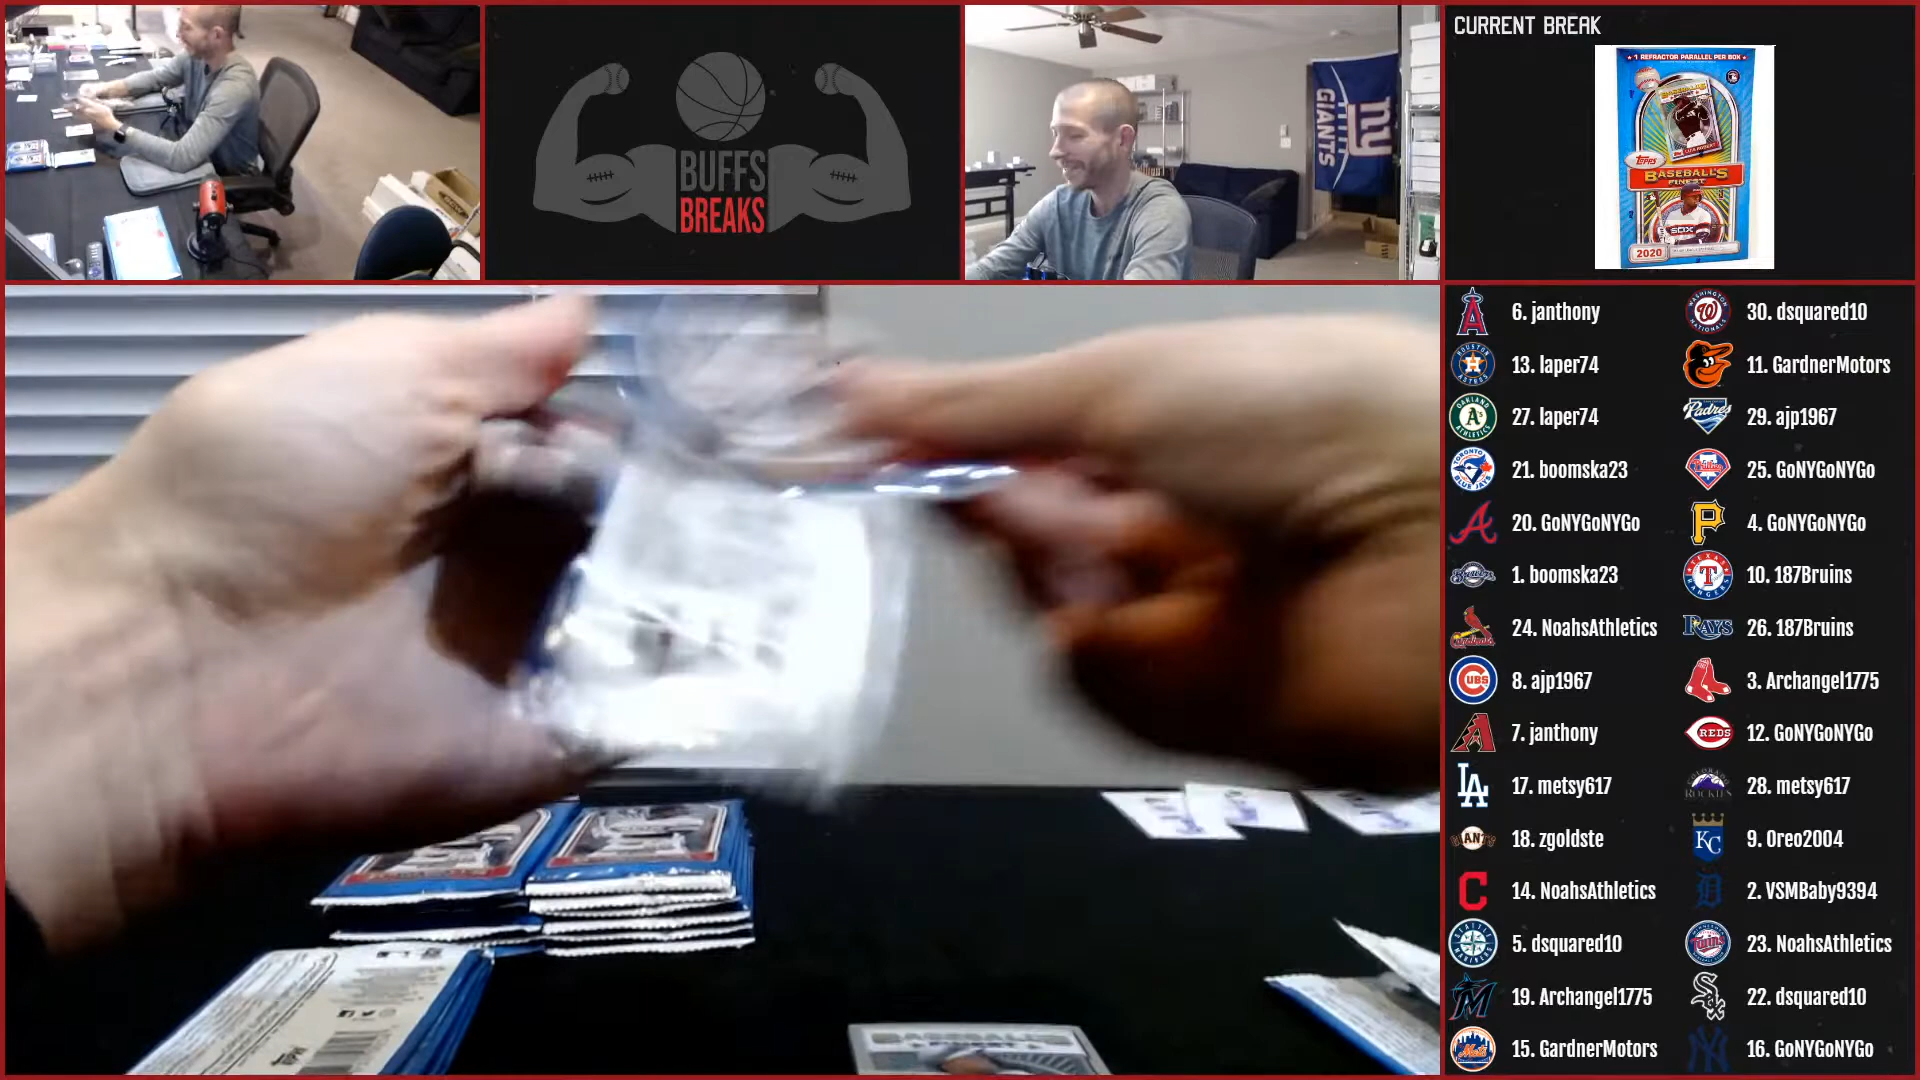 BUFFS
BREAKS
NY
GIANTS
CURRENT BREAK
★ 1 REFRACTOR PARALLEL PER BOX ★
TOPPS
BASEBALL'S
FINEST
SOX
2020
6. janthony
30. dsquared10
13. laper74
11. GardnerMotors
27. laper74
29. ajp1967
21. boomska23
25. GoNYGoNYGo
20. GoNYGoNYGo
4. GoNYGoNYGo
1. boomska23
10. 187Bruins
24. NoahsAthletics
26. 187Bruins
8. ajp1967
3. Archangel1775
7. janthony
12. GoNYGoNYGo
17. metsy617
28. metsy617
18. zgoldste
9. Oreo2004
14. NoahsAthletics
2. VSMBaby9394
5. dsquared10
23. NoahsAthletics
19. Archangel1775
22. dsquared10
15. GardnerMotors
16. GoNYGoNYGo